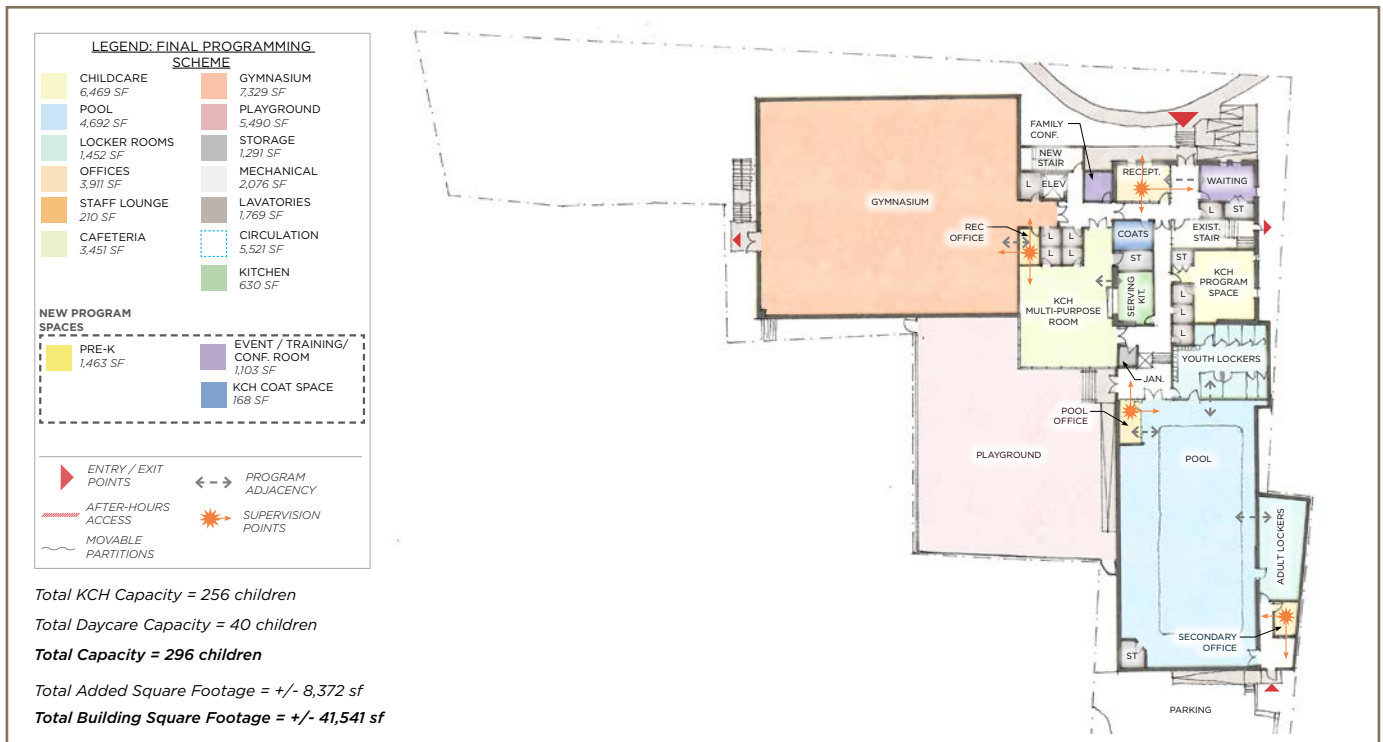 LEGEND: FINAL PROGRAMMING
SCHEME
CHILDCARE
6,469 SF
POOL
4,692 SF
LOCKER ROOMS
1,452 SF
OFFICES
3,911 SF
STAFF LOUNGE
210 SF
CAFETERIA
3,451 SF
GYMNASIUM
7,329 SF
PLAYGROUND
5,490 SF
STORAGE
1,291 SF
MECHANICAL
2,076 SF
LAVATORIES
1,769 SF
CIRCULATION
5,521 SF
KITCHEN
630 SF
NEW PROGRAM
SPACES
PRE-K
1,463 SF
EVENT / TRAINING/
CONF. ROOM
1,103 SF
KCH COAT SPACE
168 SF
ENTRY / EXIT
POINTS
AFTER-HOURS
ACCESS
MOVABLE
PARTITIONS
PROGRAM
ADJACENCY
SUPERVISION
POINTS
Total KCH Capacity = 256 children
Total Daycare Capacity = 40 children
Total Capacity = 296 children
Total Added Square Footage = +/- 8,372 sf
Total Building Square Footage = +/- 41,541 sf
FAMILY
CONF.
NEW
STAIR
RECEPT.
WAITING
L
ELEV
L
ST
GYMNASIUM
REC
OFFICE
L
L
L
L
COATS
EXIST.
STAIR
ST
ST
KCH
PROGRAM
SPACE
KCH
MULTI-PURPOSE
ROOM
SERVING
KIT.
L
L
L
YOUTH LOCKERS
JAN.
POOL
OFFICE
PLAYGROUND
POOL
ADULT LOCKERS
SECONDARY
OFFICE
ST
PARKING